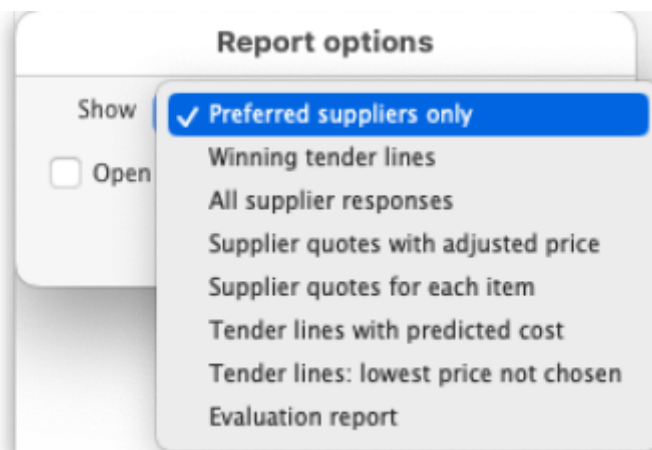 Report options
Show
✓ Preferred suppliers only
Winning tender lines
Open
All supplier responses
Supplier quotes with adjusted price
Supplier quotes for each item
Tender lines with predicted cost
Tender lines: lowest price not chosen
Evaluation report